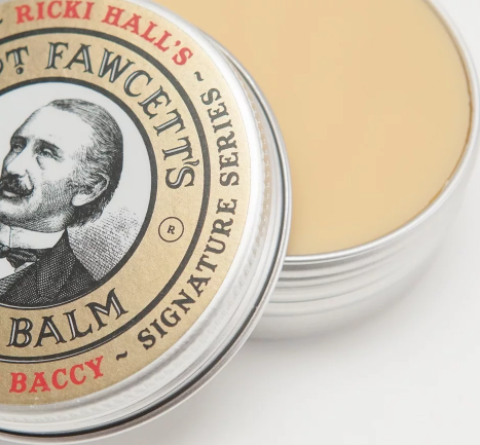 RICKI HALL'S ~
FAWCETT'S
SIGNATURE SERIES ~
®
BALM
BACCY ~